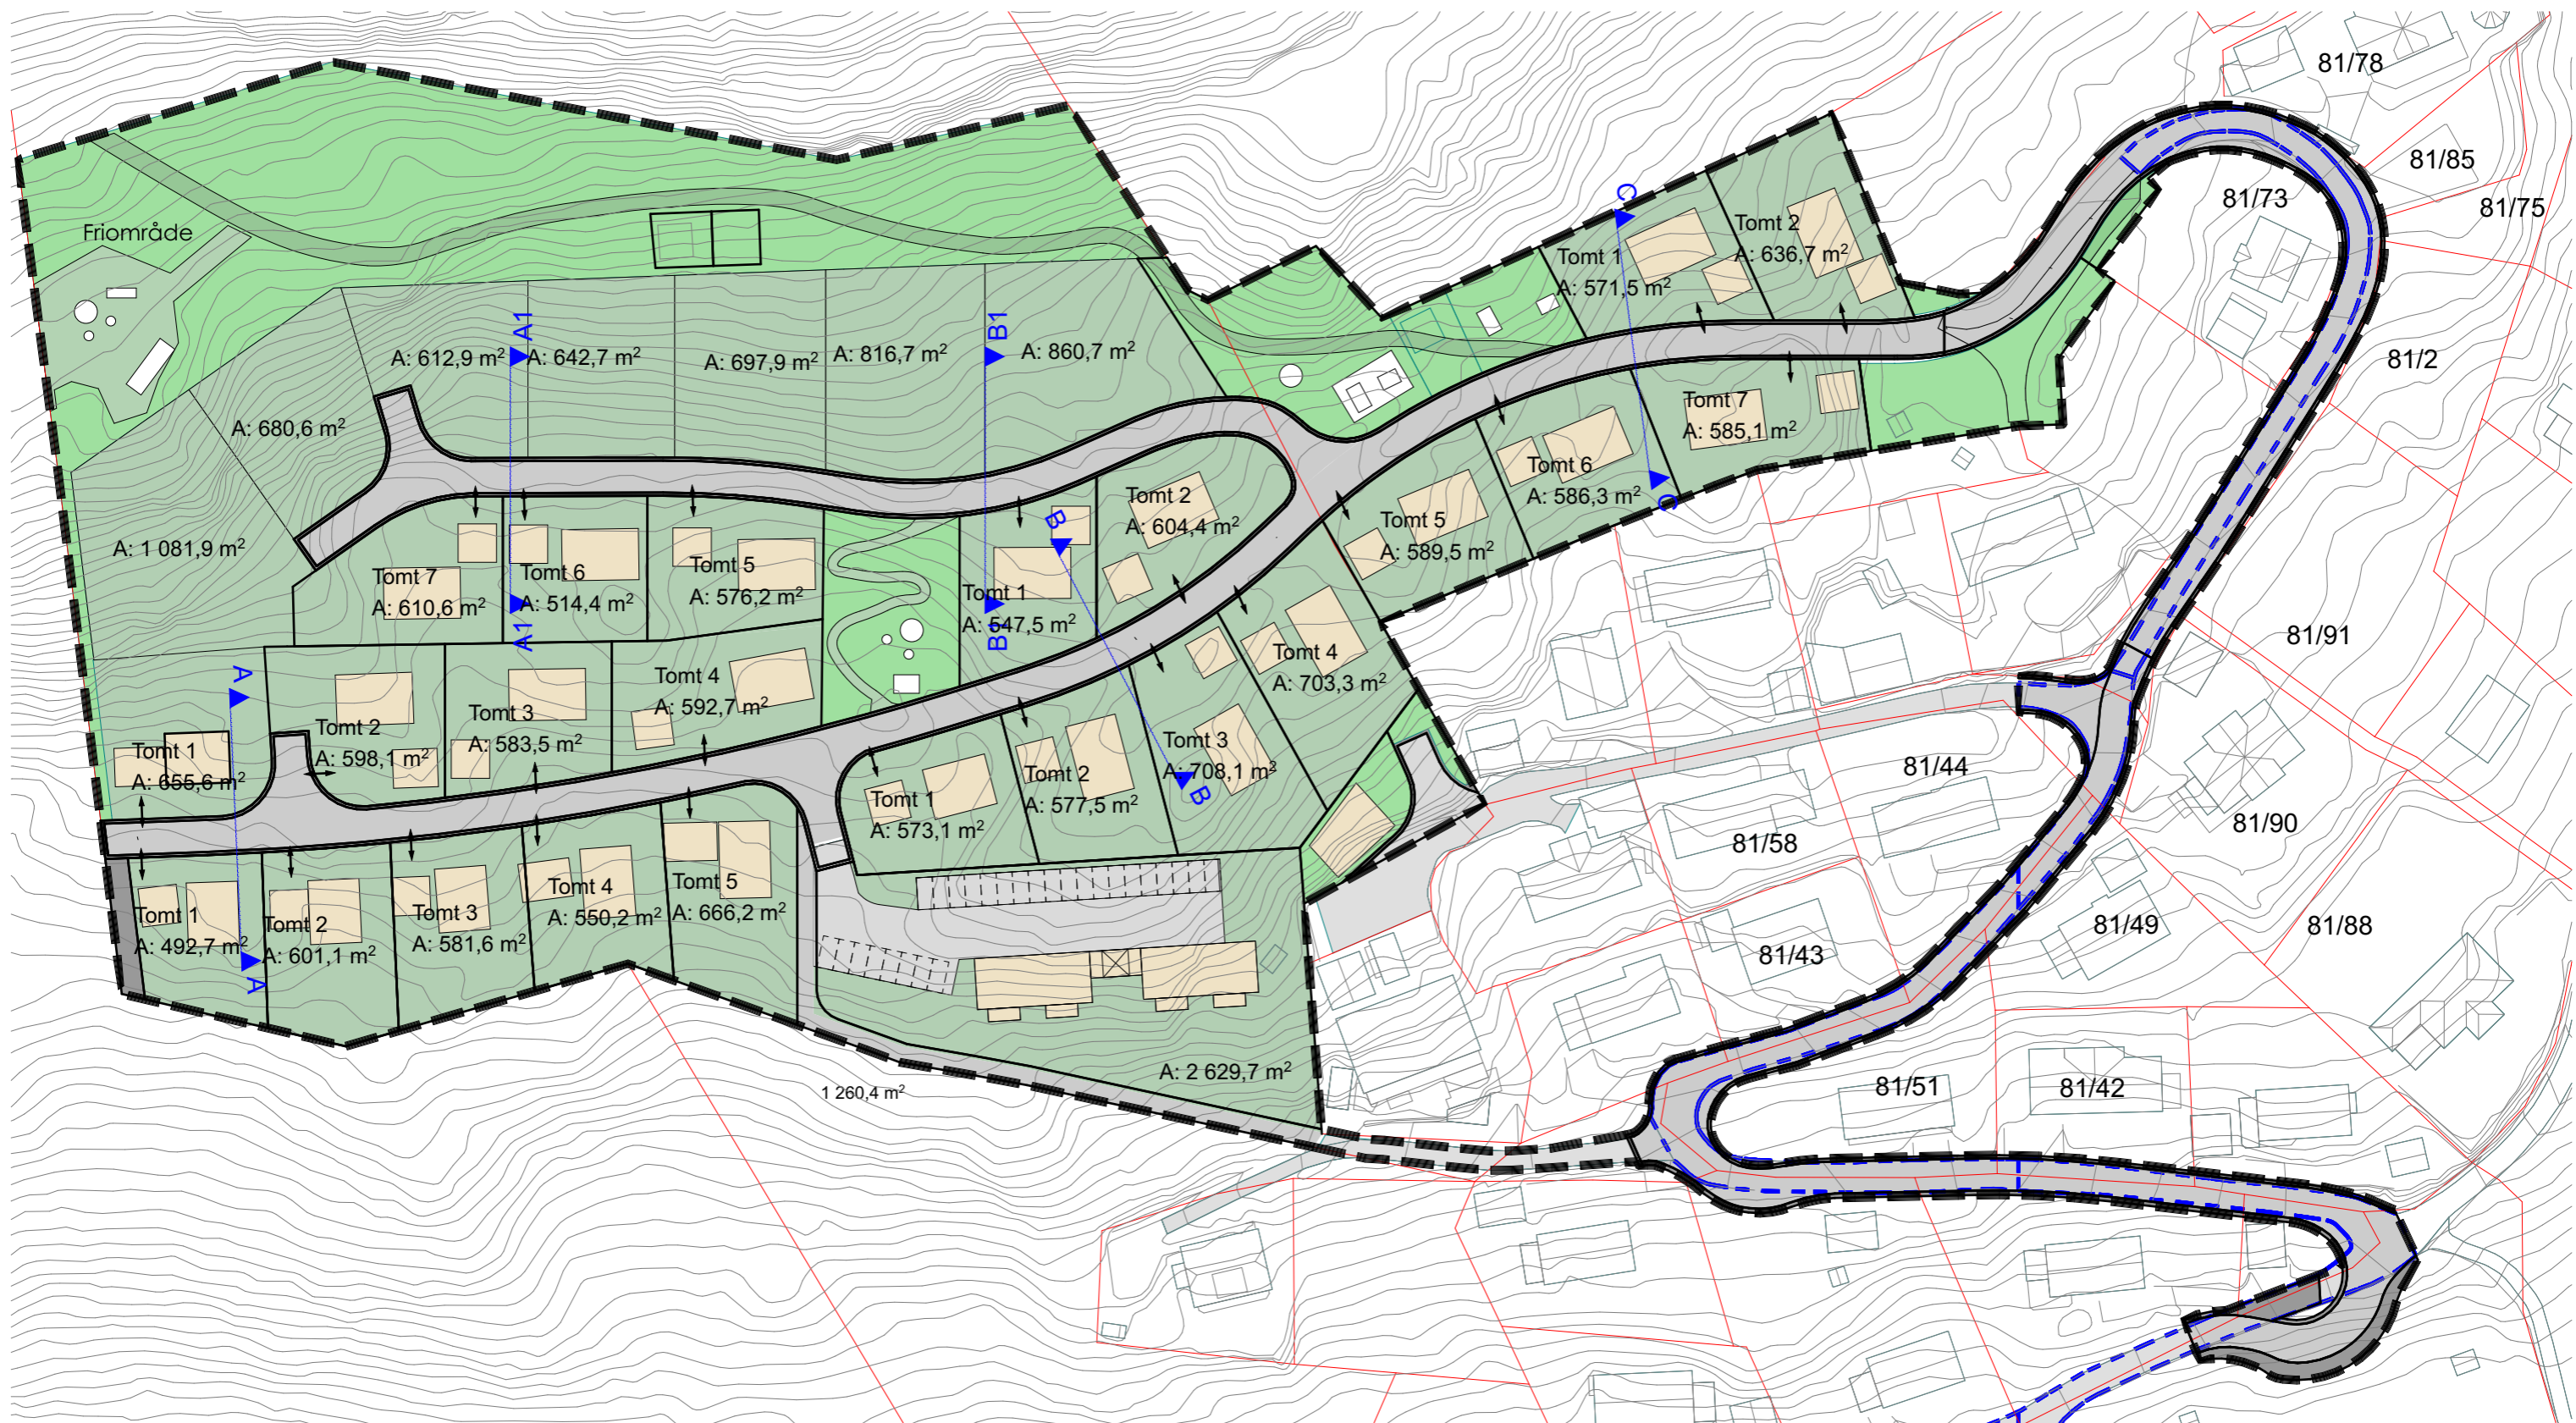 81/78
81/85
81/73
81/75
Friområde
C
Tomt 2
A: 636,7 m²
Tomt 1
A: 571,5 m²
A1
B1
A: 612,9 m²
A: 642,7 m²
A: 697,9 m²
A: 816,7 m²
A: 860,7 m²
81/2
A: 680,6 m²
Tomt 7
A: 585,1 m²
Tomt 6
A: 586,3 m²
C
Tomt 2
A: 604,4 m²
B
Tomt 5
A: 589,5 m²
A: 1 081,9 m²
Tomt 7
A: 610,6 m²
Tomt 6
A: 514,4 m²
Tomt 5
A: 576,2 m²
Tomt 1
A: 547,5 m²
A1
B1
81/91
Tomt 4
A: 703,3 m²
A
Tomt 4
A: 592,7 m²
Tomt 3
A: 583,5 m²
Tomt 2
A: 598,1 m²
Tomt 1
A: 655,6 m²
Tomt 3
A: 708,1 m²
B
Tomt 2
A: 577,5 m²
Tomt 1
A: 573,1 m²
81/44
81/58
81/90
Tomt 1
A: 492,7 m²
A
Tomt 2
A: 601,1 m²
Tomt 3
A: 581,6 m²
Tomt 4
A: 550,2 m²
Tomt 5
A: 666,2 m²
81/43
81/49
81/88
A: 2 629,7 m²
1 260,4 m²
81/51
81/42